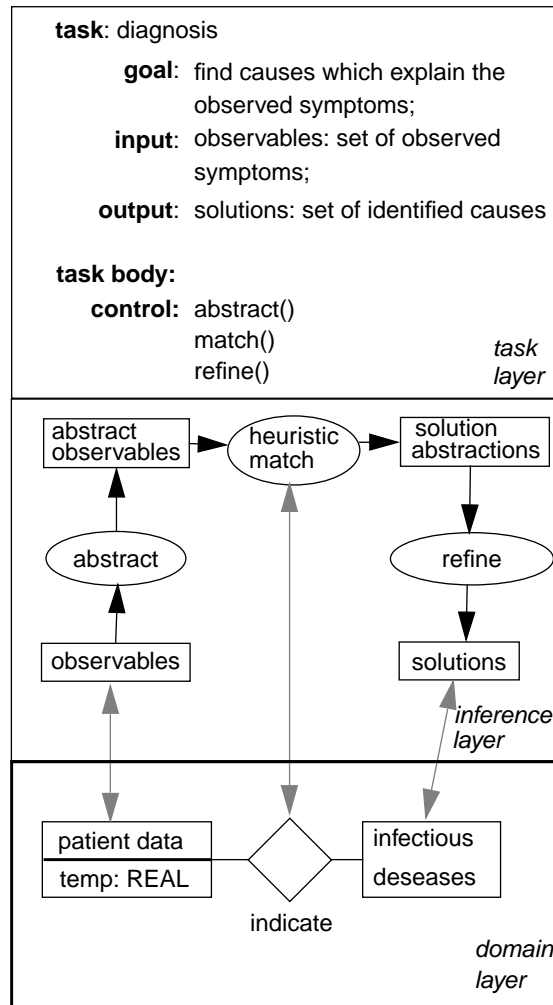 task: diagnosis
goal: find causes which explain the
observed symptoms;
input: observables: set of observed
symptoms;
output: solutions: set of identified causes
task body:
control: abstract()
match()
refine()
task
layer
abstract
observables
heuristic
match
solution
abstractions
abstract
refine
observables
solutions
inference
layer
patient data
temp: REAL
indicate
infectious
deseases
domain
layer